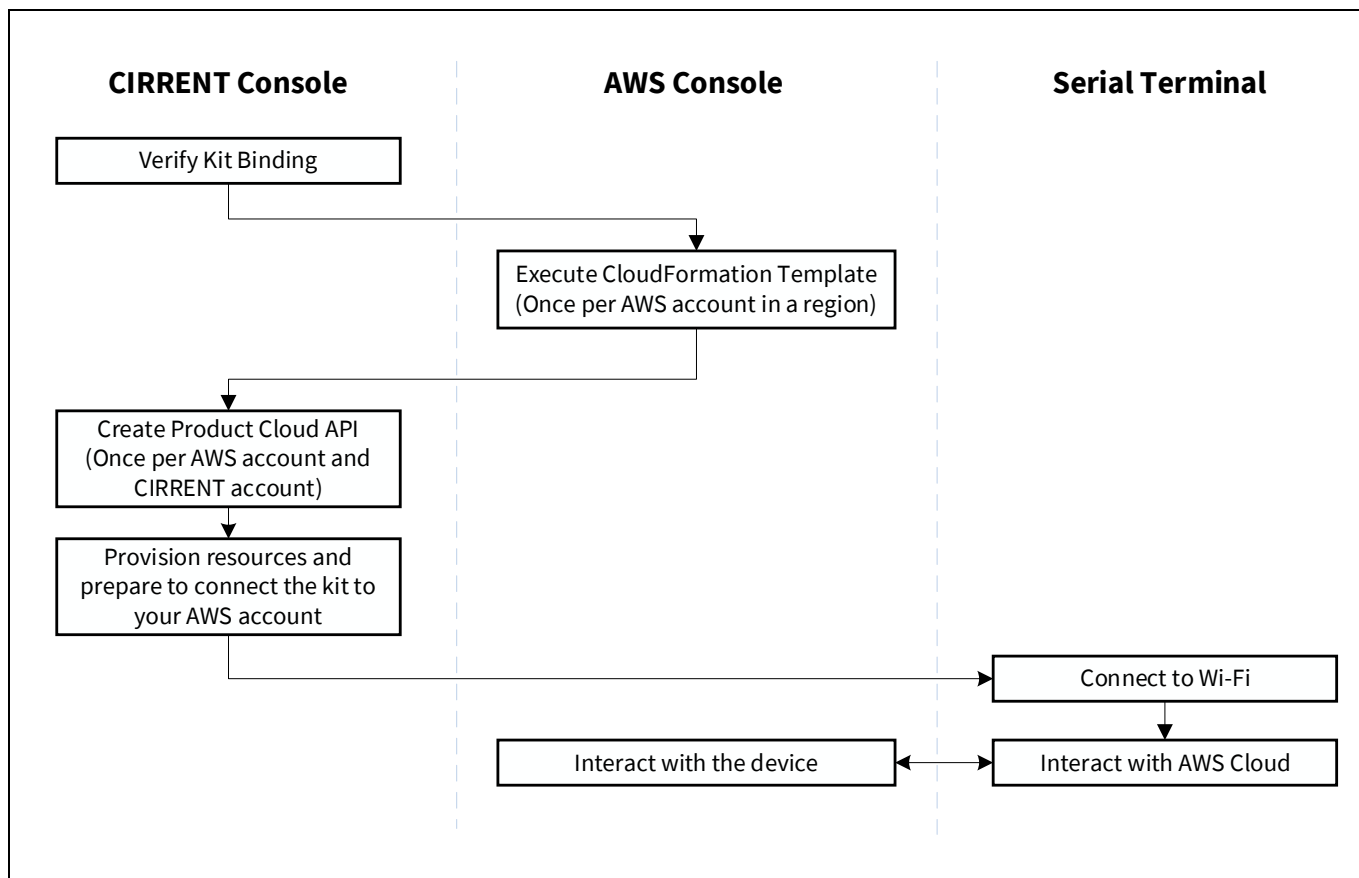 CIRRENT Console
AWS Console
Serial Terminal
Verify Kit Binding
Execute CloudFormation Template
(Once per AWS account in a region)
Create Product Cloud API
(Once per AWS account and
CIRRENT account)
Provision resources and
prepare to connect the kit to
your AWS account
Connect to Wi-Fi
Interact with the device
Interact with AWS Cloud